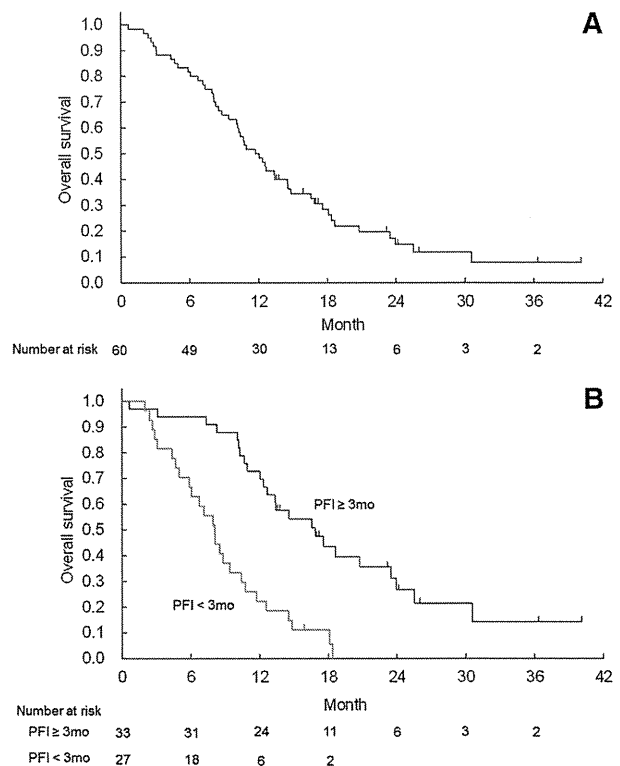 A
1.0
0.9
0.8
0.7
0.6
0.5
0.4
0.3
0.2
0.1
0.0
Overall survival
0 6 12 18 24 30 36 42
Month
Number at risk 60 49 30 13 6 3 2
B
1.0
0.9
0.8
0.7
0.6
0.5
0.4
0.3
0.2
0.1
0.0
Overall survival
PFI ≥ 3mo
PFI < 3mo
0 6 12 18 24 30 36 42
Month
Number at risk
PFI ≥ 3mo 33 31 24 11 6 3 2
PFI < 3mo 27 18 6 2